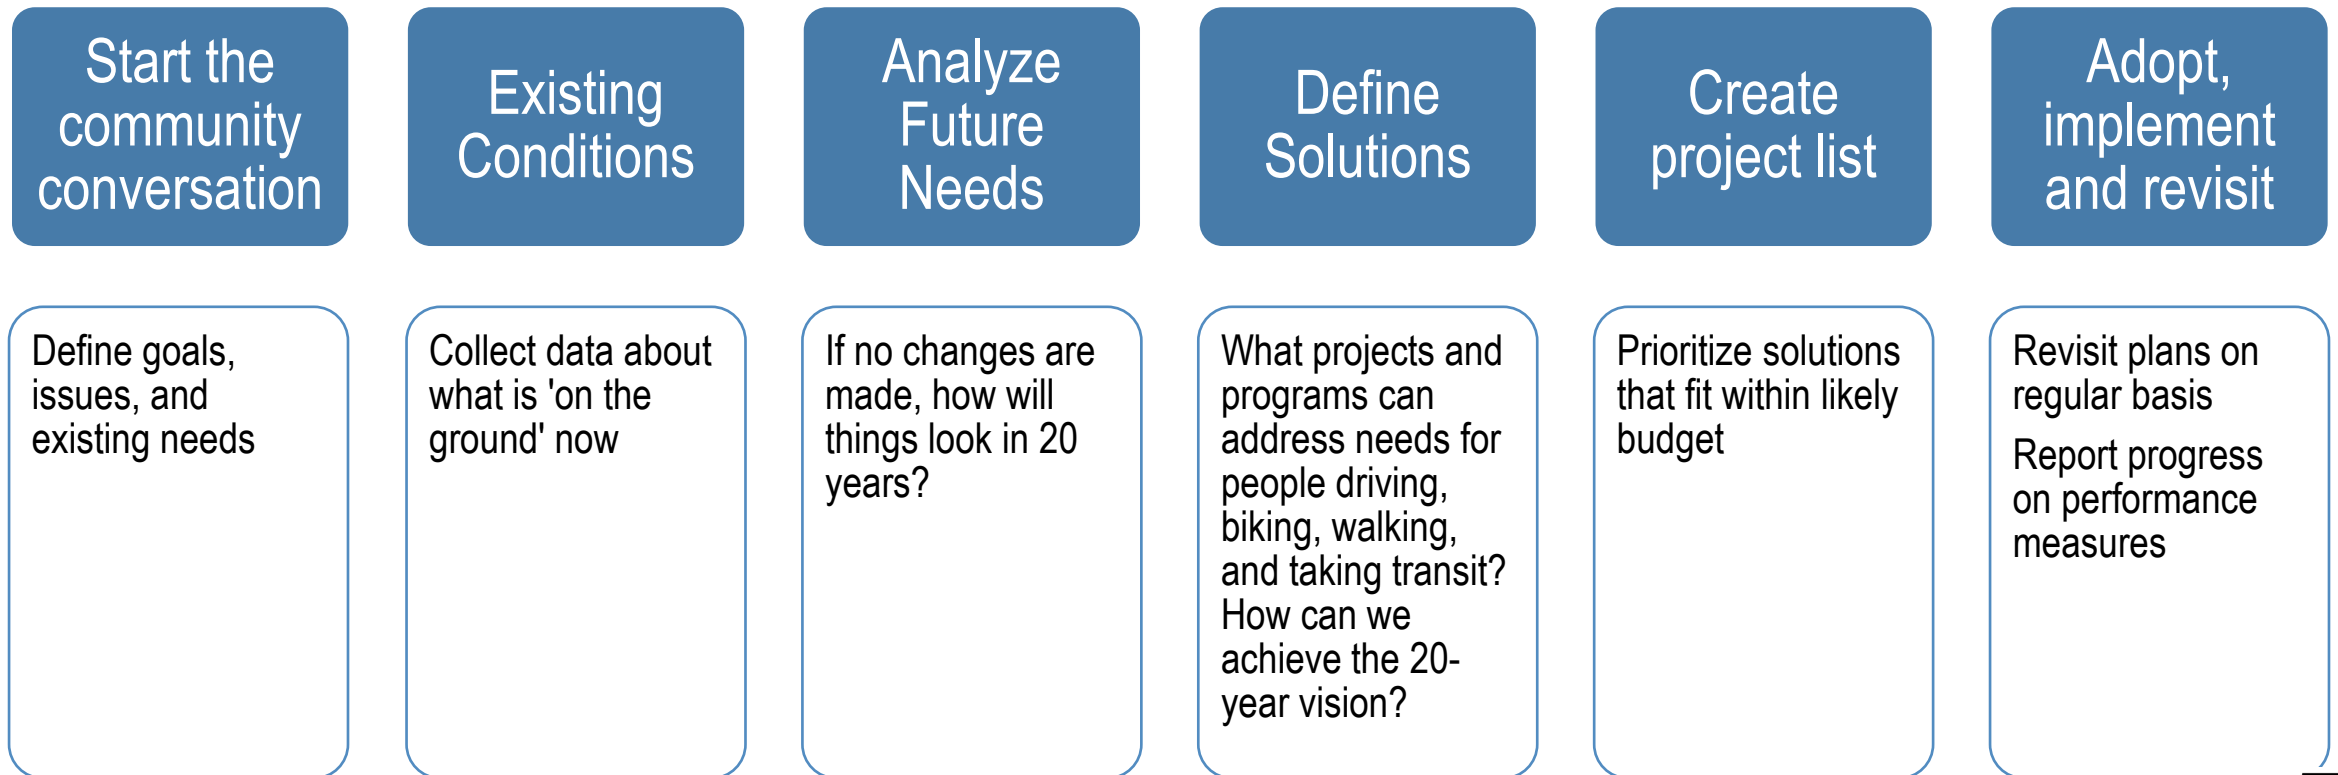 Start the
community
conversation
Existing
Conditions
Analyze
Future
Needs
Define
Solutions
Create
project list
Adopt,
implement
and revisit
Define goals,
issues, and
existing needs
Collect data about
what is 'on the
ground' now
If no changes are
made, how will
things look in 20
years?
What projects and
programs can
address needs for
people driving,
biking, walking,
and taking transit?
How can we
achieve the 20-
year vision?
Prioritize solutions
that fit within likely
budget
Revisit plans on
regular basis
Report progress
on performance
measures